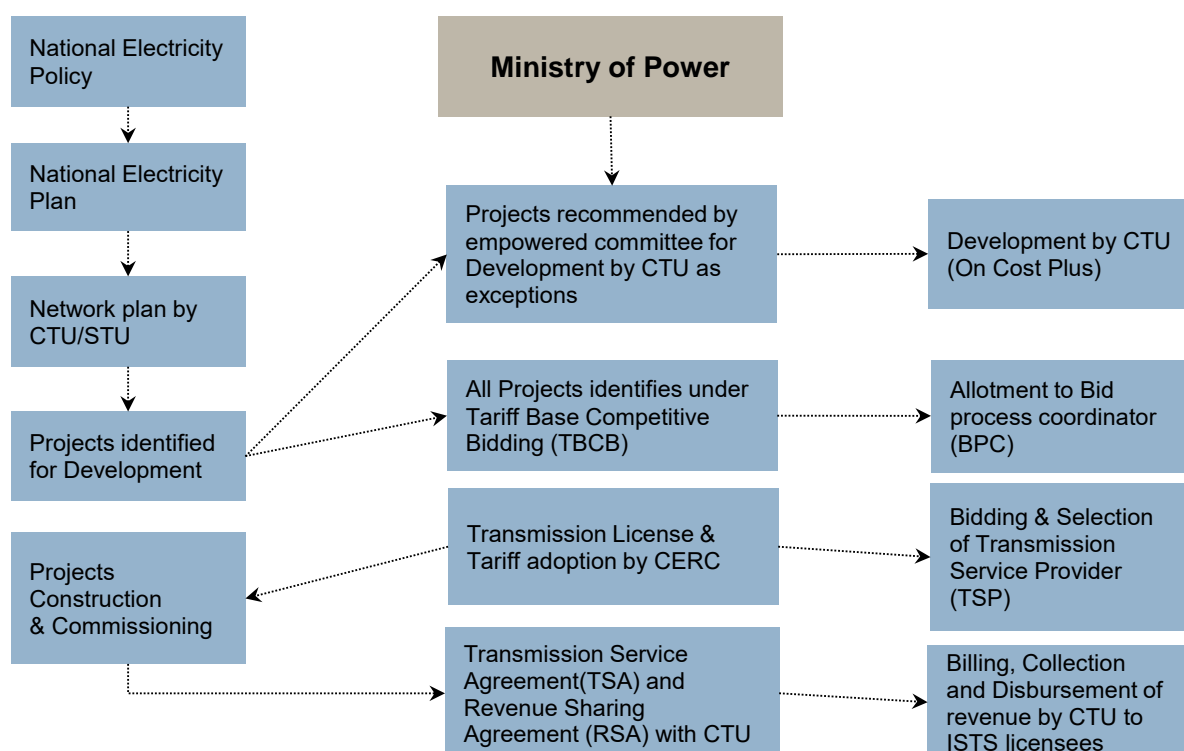 National Electricity
Policy
Ministry of Power
National Electricity
Plan
Projects recommended by
empowered committee for
Development by CTU as
exceptions
Development by CTU
(On Cost Plus)
Network plan by
CTU/STU
All Projects identifies under
Tariff Base Competitive
Bidding (TBCB)
Allotment to Bid
process coordinator
(BPC)
Projects identified
for Development
Transmission License &
Tariff adoption by CERC
Bidding & Selection
of Transmission
Service Provider
(TSP)
Projects
Construction
& Commissioning
Transmission Service
Agreement(TSA) and
Revenue Sharing
Agreement (RSA) with CTU
Billing, Collection
and Disbursement of
revenue by CTU to
ISTS licensees